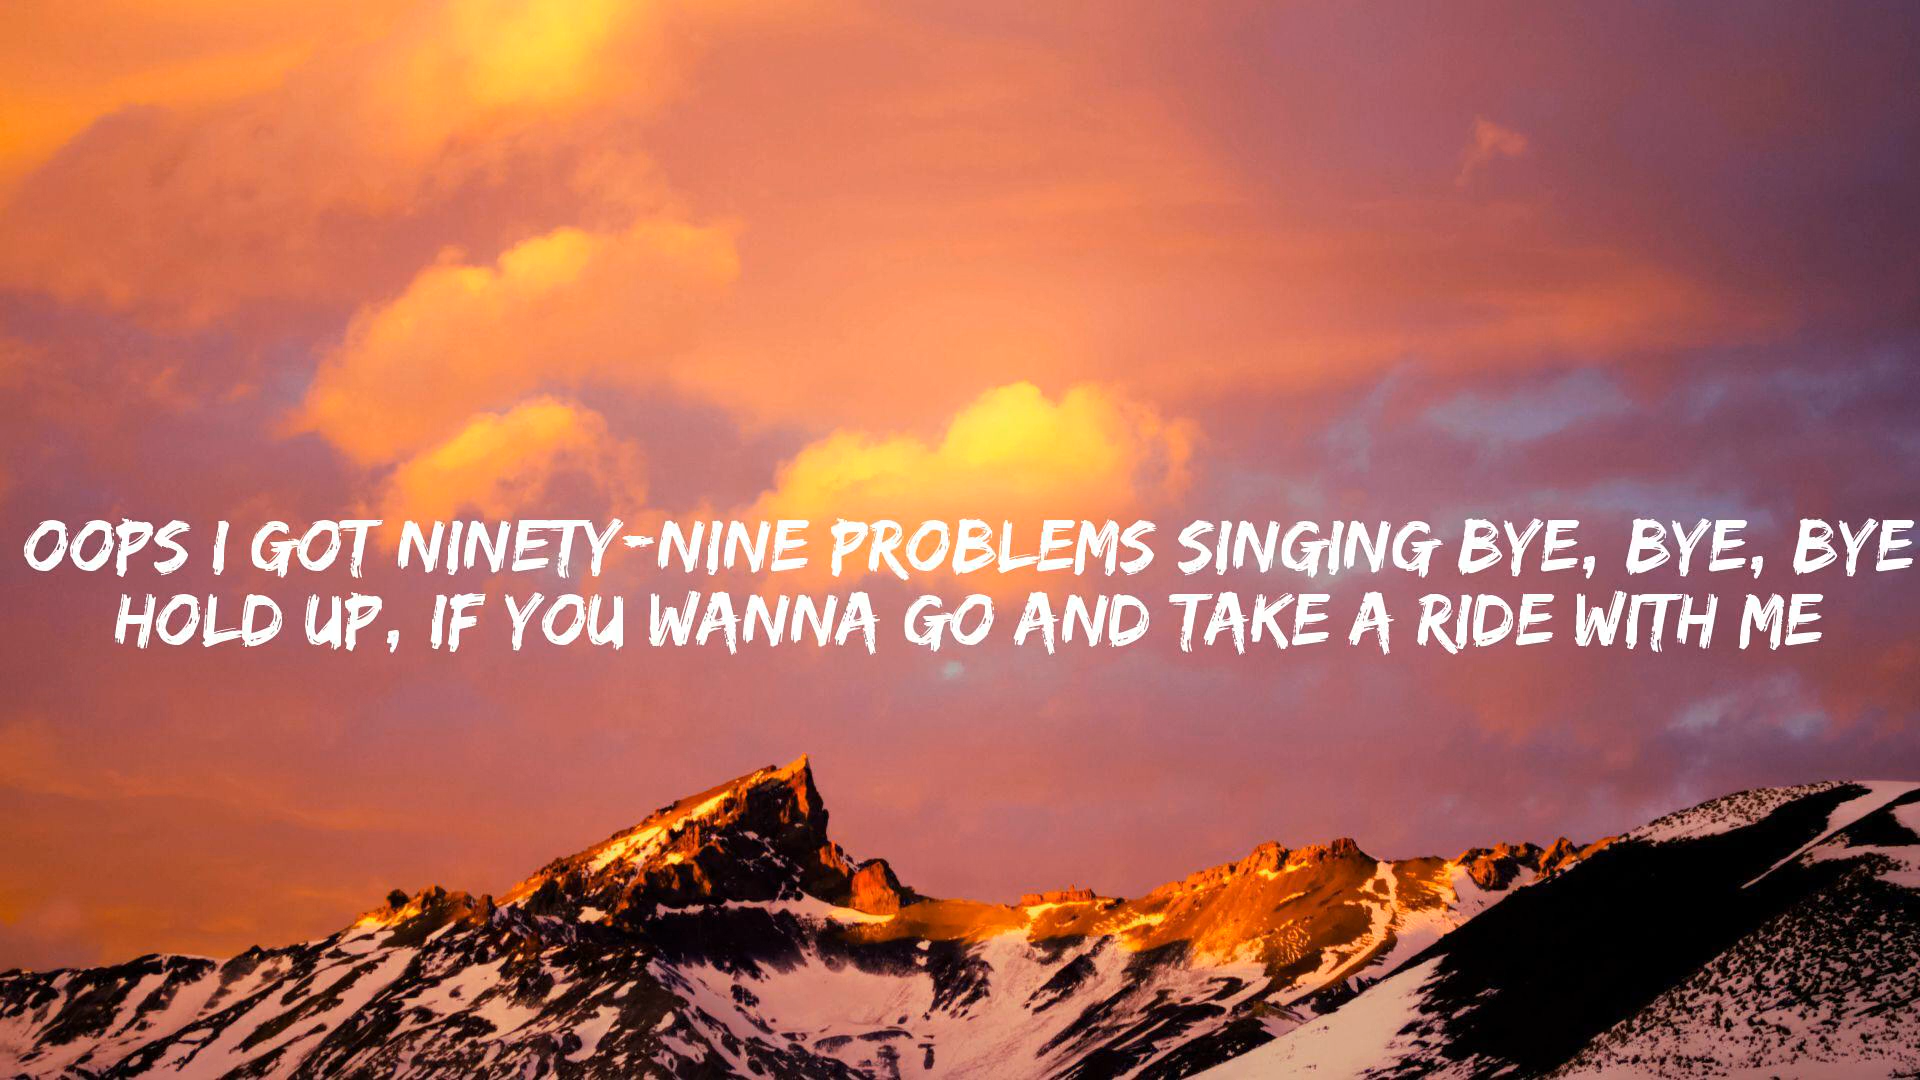 OOPS I GOT NINETY-NINE PROBLEMS SINGING BYE, BYE, BYE
HOLD UP, IF YOU WANNA GO AND TAKE A RIDE WITH ME